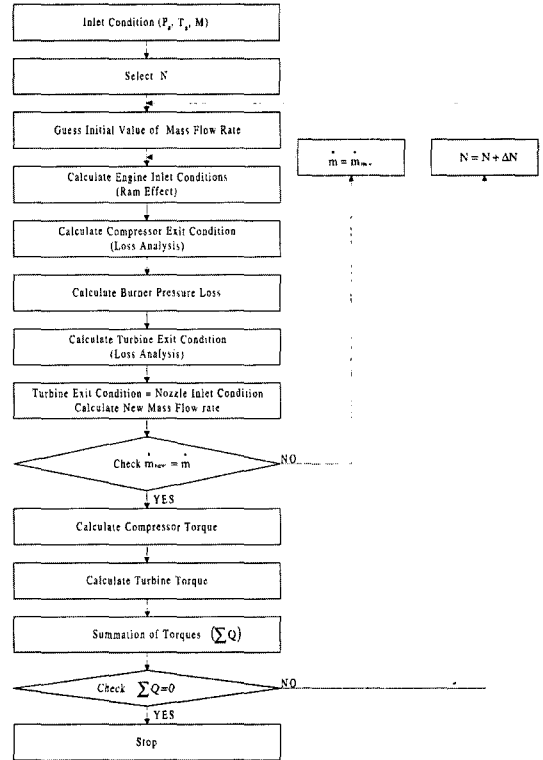 Inlet Condition (Pₐ, Tₐ, M)
Select N
Guess Initial Value of Mass Flow Rate
ṁ = ṁnew
N = N + ΔN
Calculate Engine Inlet Conditions
(Ram Effect)
Calculate Compressor Exit Condition
(Loss Analysis)
Calculate Burner Pressure Loss
Calculate Turbine Exit Condition
(Loss Analysis)
Turbine Exit Condition = Nozzle Inlet Condition
Calculate New Mass Flow rate
Check ṁnew = ṁ
NO
YES
Calculate Compressor Torque
Calculate Turbine Torque
Summation of Torques (∑Q)
Check ∑Q=0
NO
YES
Stop